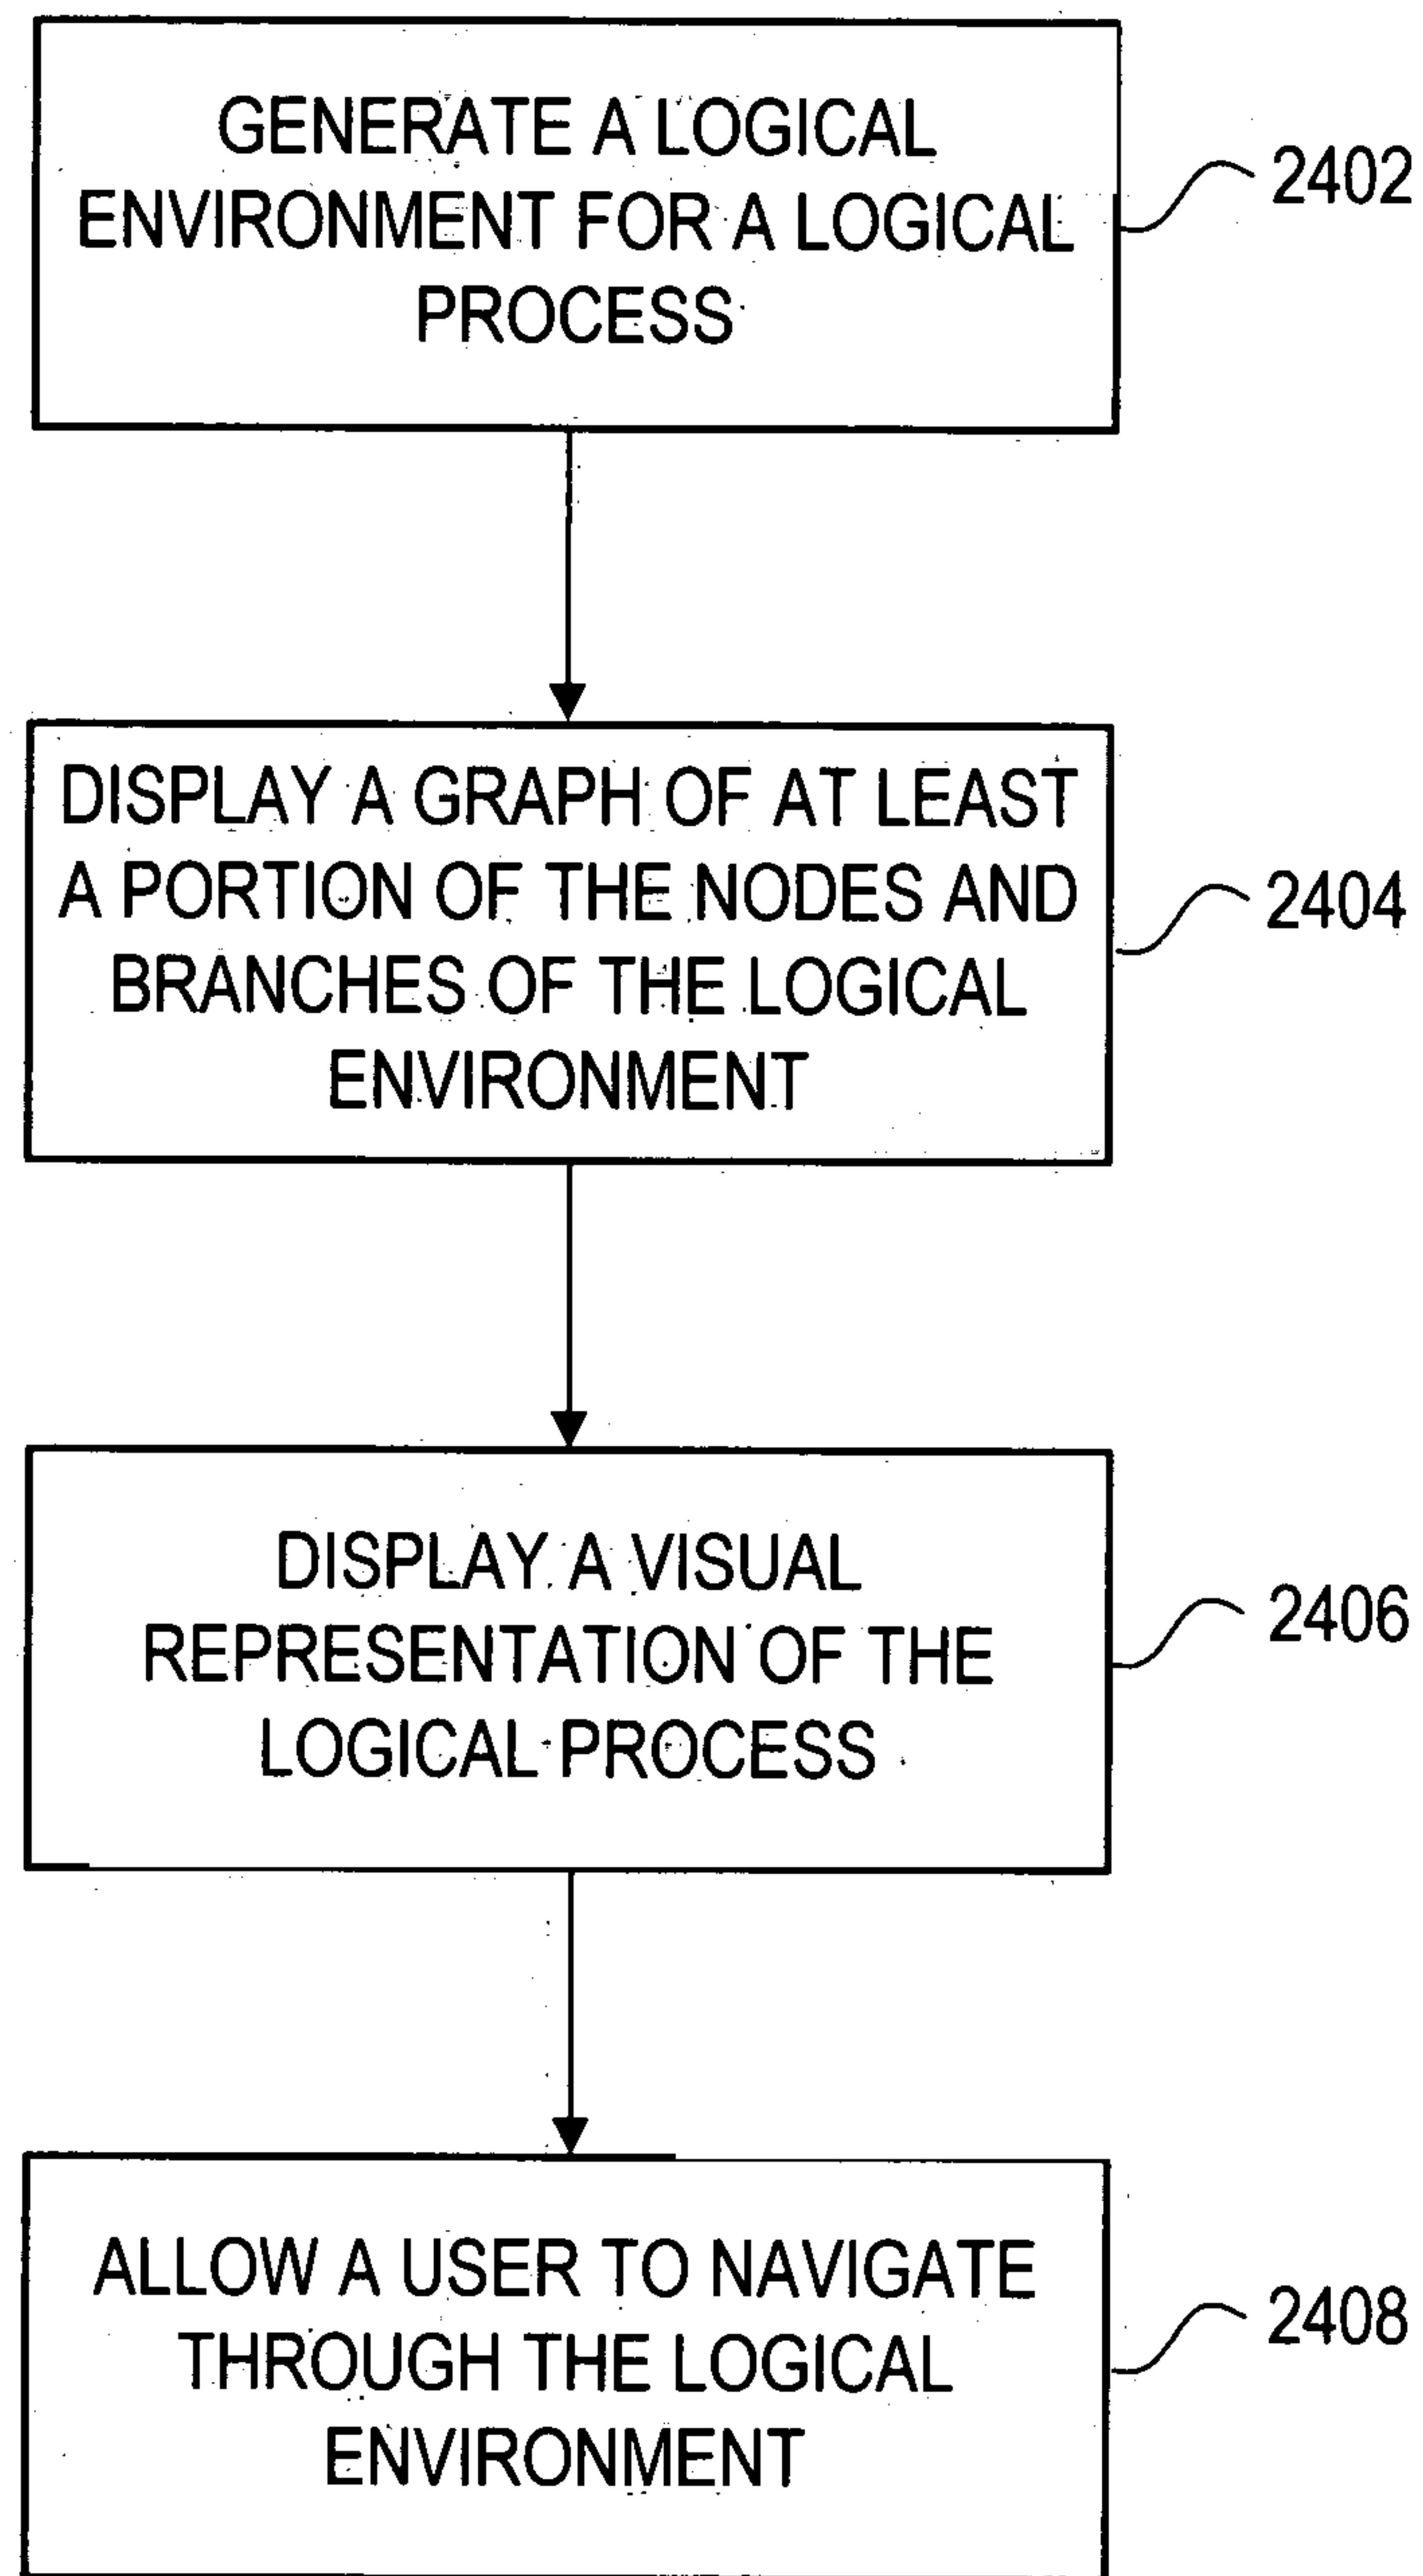 GENERATE A LOGICAL
ENVIRONMENT FOR A LOGICAL
PROCESS
2402
DISPLAY A GRAPH OF AT LEAST
A PORTION OF THE NODES AND
BRANCHES OF THE LOGICAL
ENVIRONMENT
2404
DISPLAY A VISUAL
REPRESENTATION OF THE
LOGICAL PROCESS
2406
ALLOW A USER TO NAVIGATE
THROUGH THE LOGICAL
ENVIRONMENT
2408